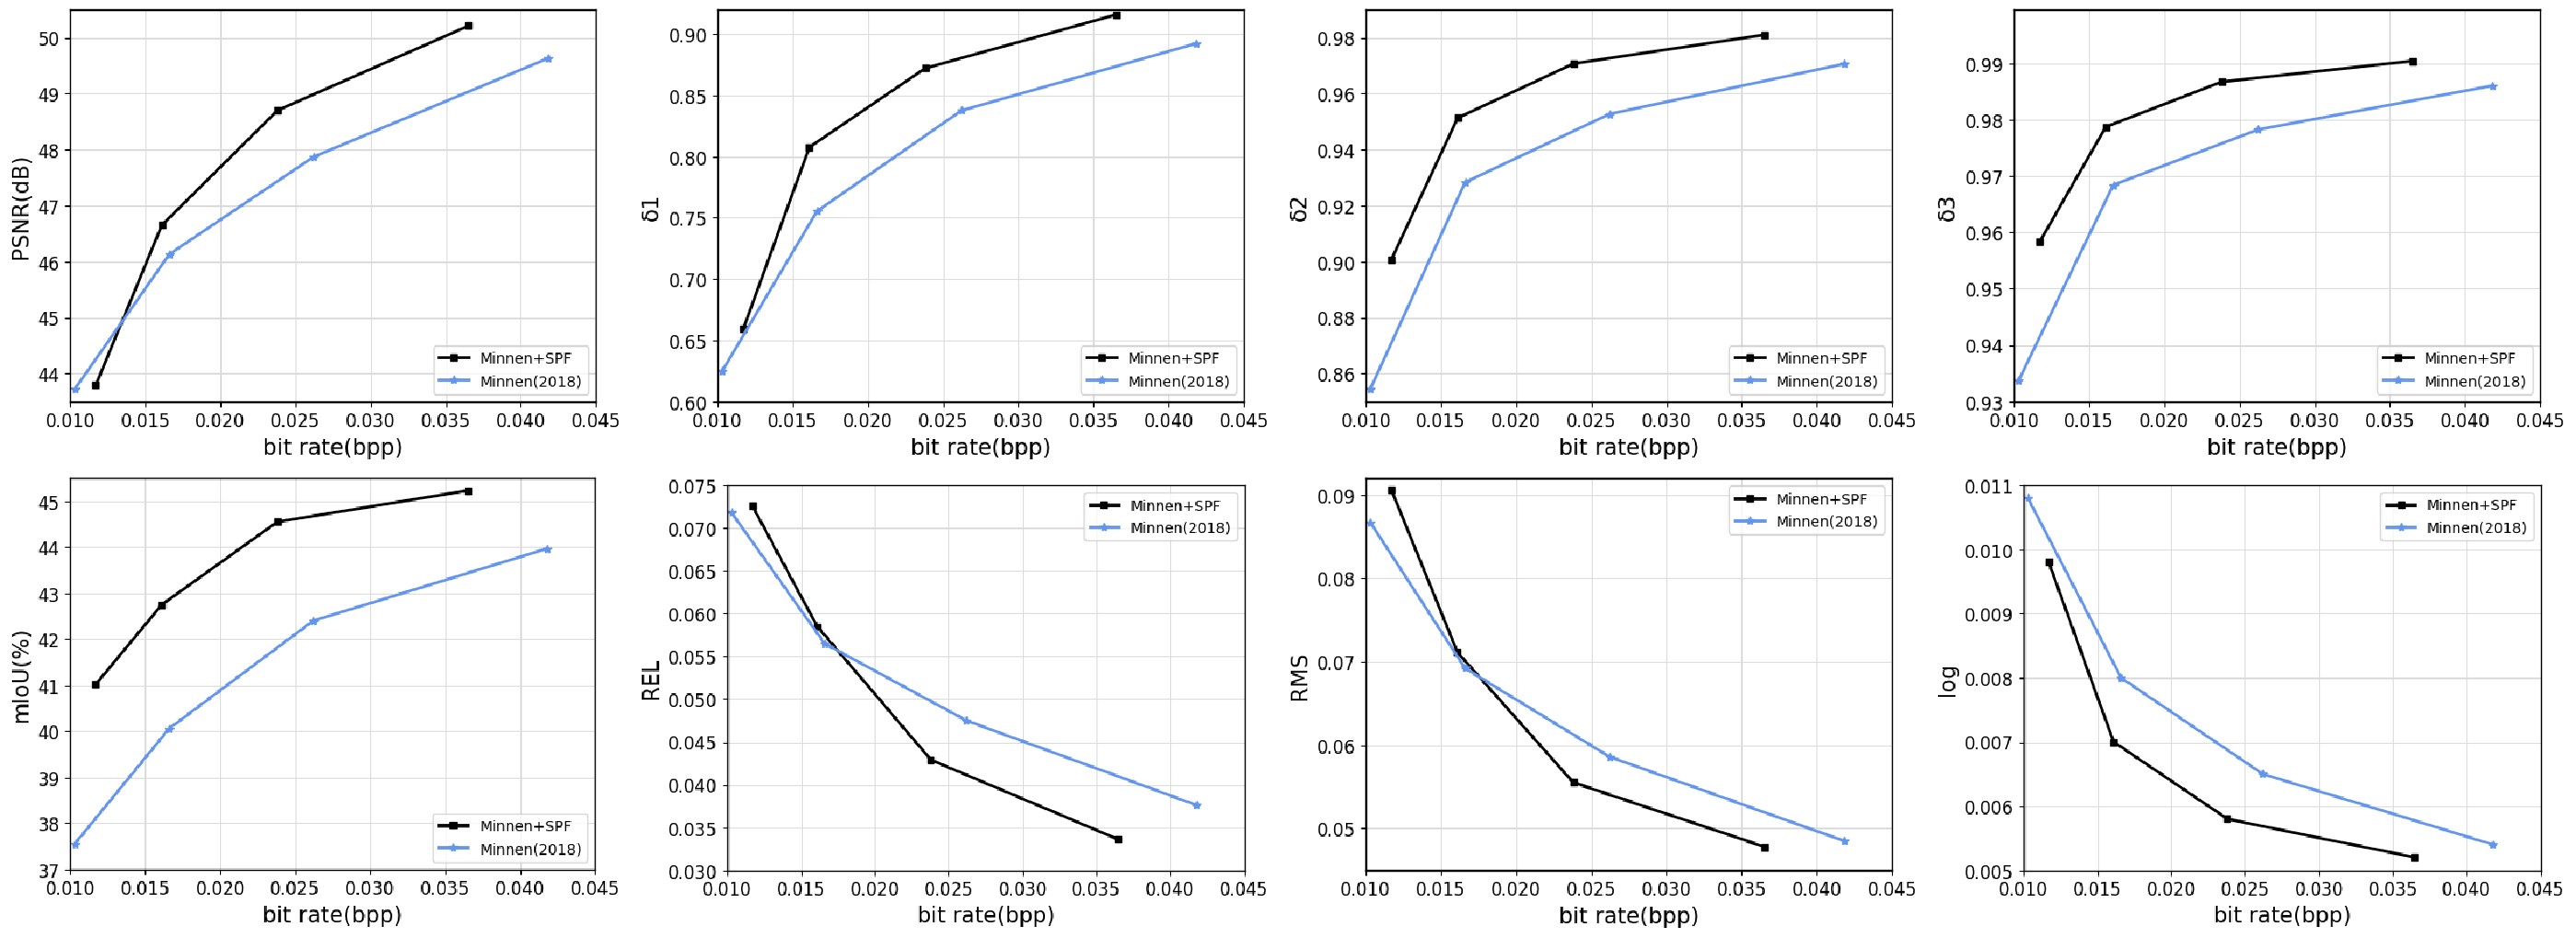 PSNR(dB)
50
49
48
47
46
45
44
0.010 0.015 0.020 0.025 0.030 0.035 0.040 0.045
bit rate(bpp)
Minnen+SPF
Minnen(2018)
δ1
0.90
0.85
0.80
0.75
0.70
0.65
0.60
0.010 0.015 0.020 0.025 0.030 0.035 0.040 0.045
bit rate(bpp)
Minnen+SPF
Minnen(2018)
δ2
0.98
0.96
0.94
0.92
0.90
0.88
0.86
0.010 0.015 0.020 0.025 0.030 0.035 0.040 0.045
bit rate(bpp)
Minnen+SPF
Minnen(2018)
δ3
0.99
0.98
0.97
0.96
0.95
0.94
0.93
0.010 0.015 0.020 0.025 0.030 0.035 0.040 0.045
bit rate(bpp)
Minnen+SPF
Minnen(2018)
mIoU(%)
45
44
43
42
41
40
39
38
37
0.010 0.015 0.020 0.025 0.030 0.035 0.040 0.045
bit rate(bpp)
Minnen+SPF
Minnen(2018)
REL
0.075
0.070
0.065
0.060
0.055
0.050
0.045
0.040
0.035
0.030
0.010 0.015 0.020 0.025 0.030 0.035 0.040 0.045
bit rate(bpp)
Minnen+SPF
Minnen(2018)
RMS
0.09
0.08
0.07
0.06
0.05
0.010 0.015 0.020 0.025 0.030 0.035 0.040 0.045
bit rate(bpp)
Minnen+SPF
Minnen(2018)
log
0.011
0.010
0.009
0.008
0.007
0.006
0.005
0.010 0.015 0.020 0.025 0.030 0.035 0.040 0.045
bit rate(bpp)
Minnen+SPF
Minnen(2018)